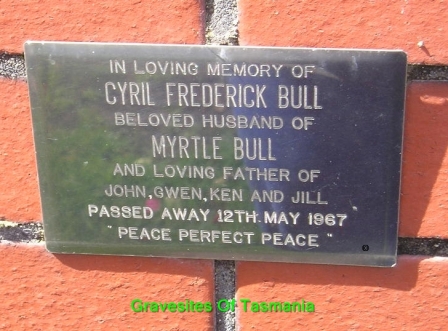 IN LOVING MEMORY OF
CYRIL FREDERICK BULL
BELOVED HUSBAND OF
MYRTLE BULL
AND LOVING FATHER OF
JOHN, GWEN, KEN AND JILL
PASSED AWAY 12TH. MAY 1967
"PEACE PERFECT PEACE"
Gravesites Of Tasmania